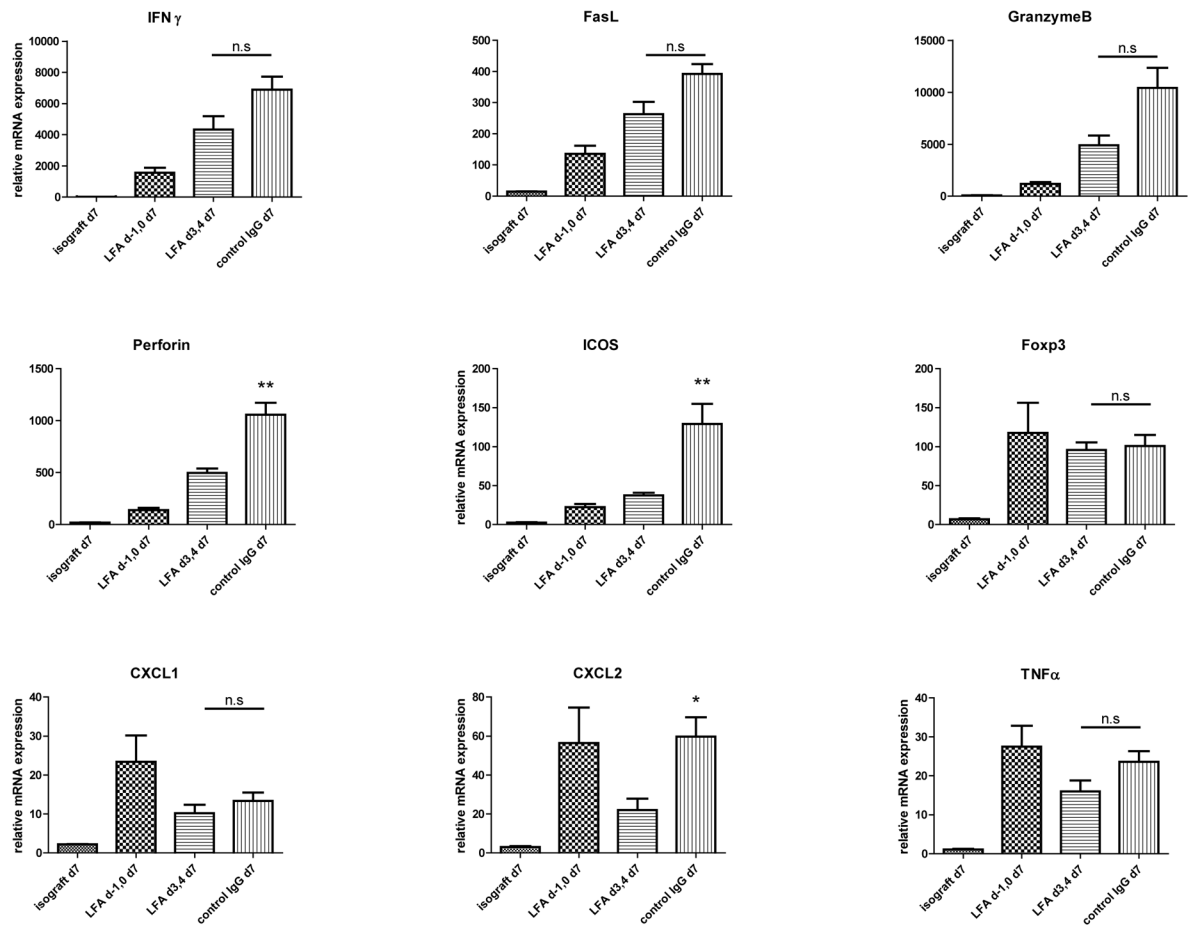 IFN γ
n.s
relative mRNA expression
10000
8000
6000
4000
2000
0
isograft d7
LFA d-1,0 d7
LFA d3,4 d7
control IgG d7
FasL
n.s
500
400
300
200
100
0
isograft d7
LFA d-1,0 d7
LFA d3,4 d7
control IgG d7
GranzymeB
n.s
15000
10000
5000
0
isograft d7
LFA d-1,0 d7
LFA d3,4 d7
control IgG d7
Perforin
**
1500
1000
500
0
isograft d7
LFA d-1,0 d7
LFA d3,4 d7
control IgG d7
ICOS
**
relative mRNA expression
200
150
100
50
0
isograft d7
LFA d-1,0 d7
LFA d3,4 d7
control IgG d7
Foxp3
n.s
200
150
100
50
0
isograft d7
LFA d-1,0 d7
LFA d3,4 d7
control IgG d7
CXCL1
n.s
relative mRNA expression
40
30
20
10
0
isograft d7
LFA d-1,0 d7
LFA d3,4 d7
control IgG d7
CXCL2
*
relative mRNA expression
80
60
40
20
0
isograft d7
LFA d-1,0 d7
LFA d3,4 d7
control IgG d7
TNFα
n.s
relative mRNA expression
40
30
20
10
0
isograft d7
LFA d-1,0 d7
LFA d3,4 d7
control IgG d7